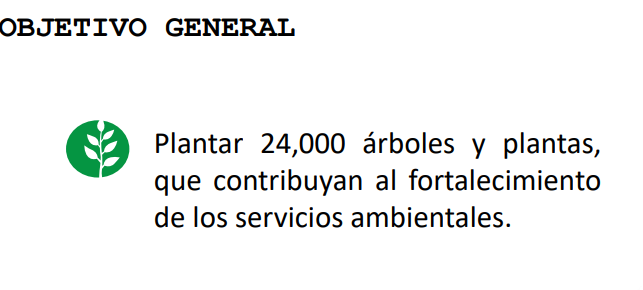 OBJETIVO GENERAL
Plantar 24,000 árboles y plantas,
que contribuyan al fortalecimiento
de los servicios ambientales.